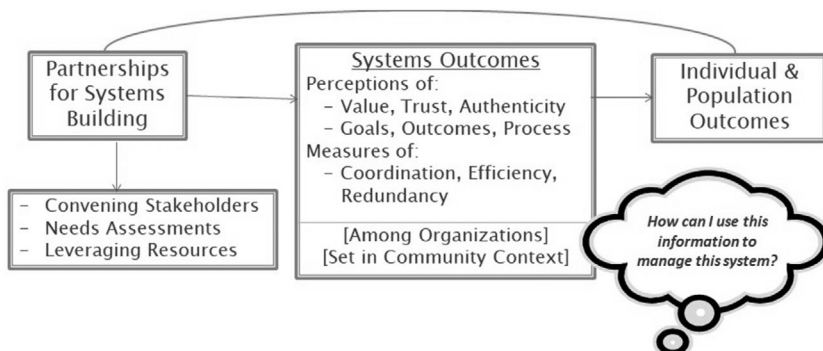 Partnerships
for Systems
Building
- Convening Stakeholders
- Needs Assessments
- Leveraging Resources
Systems Outcomes
Perceptions of:
- Value, Trust, Authenticity
- Goals, Outcomes, Process
Measures of:
- Coordination, Efficiency,
Redundancy
[Among Organizations]
[Set in Community Context]
Individual &
Population
Outcomes
How can I use this
information to
manage this system?